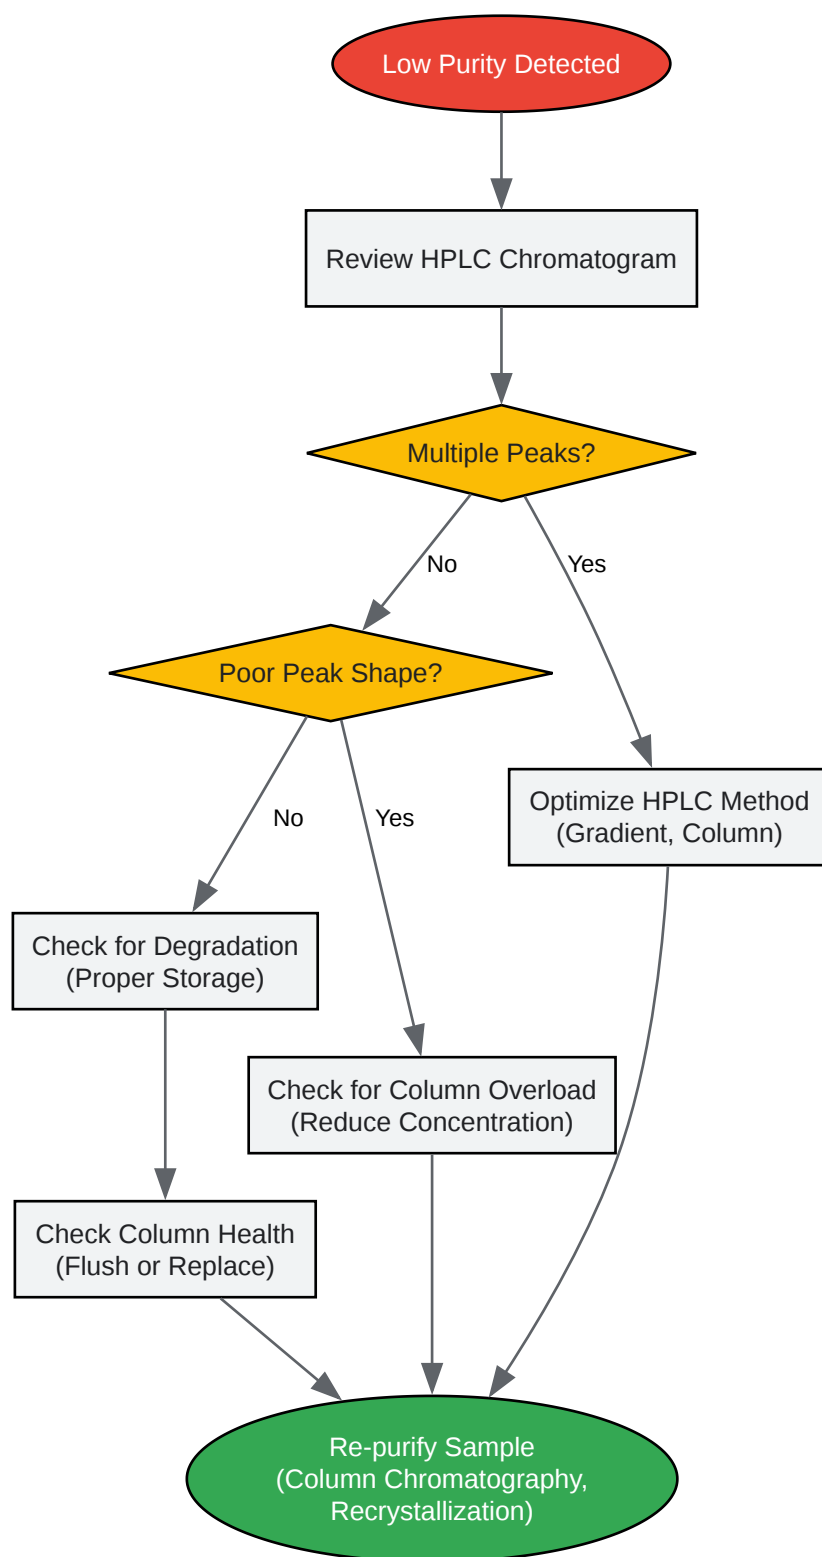 Low Purity Detected
Review HPLC Chromatogram
Multiple Peaks?
No
Yes
Poor Peak Shape?
Optimize HPLC Method
(Gradient, Column)
No
Yes
Check for Degradation
(Proper Storage)
Check for Column Overload
(Reduce Concentration)
Check Column Health
(Flush or Replace)
Re-purify Sample
(Column Chromatography,
Recrystallization)